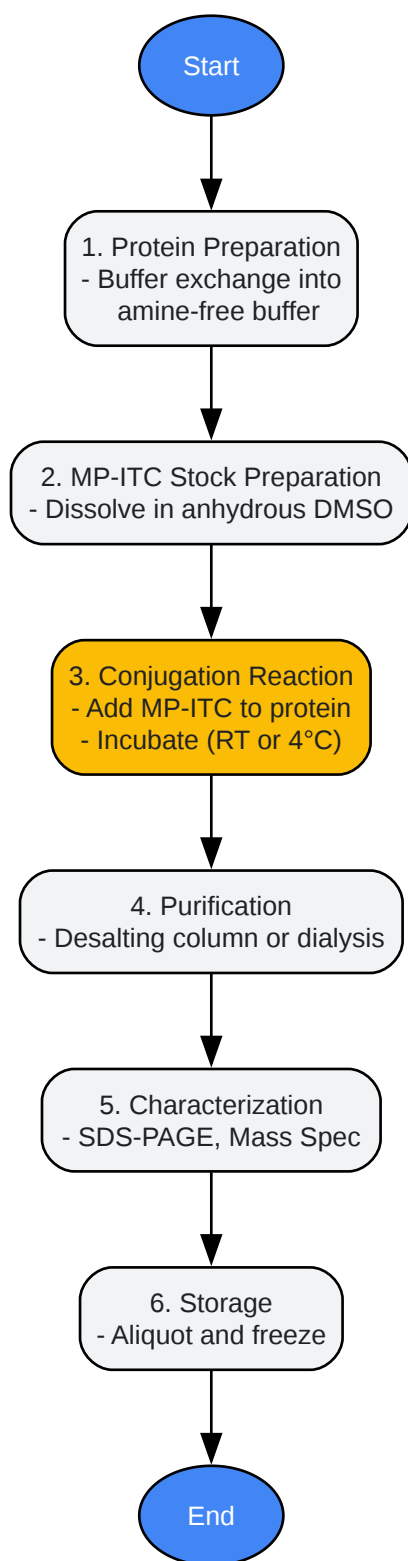 Start
1. Protein Preparation
- Buffer exchange into
amine-free buffer
2. MP-ITC Stock Preparation
- Dissolve in anhydrous DMSO
3. Conjugation Reaction
- Add MP-ITC to protein
- Incubate (RT or 4°C)
4. Purification
- Desalting column or dialysis
5. Characterization
- SDS-PAGE, Mass Spec
6. Storage
- Aliquot and freeze
End